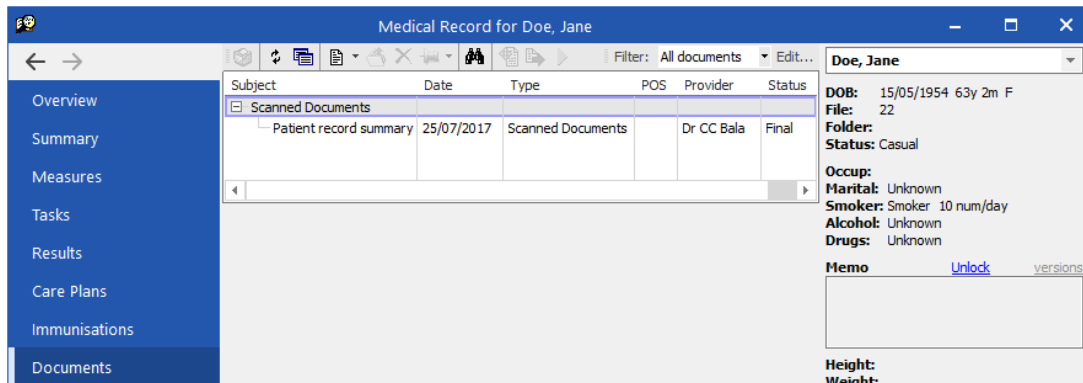 Medical Record for Doe, Jane
Filter: All documents Edit...
Overview
Summary
Measures
Tasks
Results
Care Plans
Immunisations
Documents
Subject Date Type POS Provider Status
Scanned Documents
Patient record summary 25/07/2017 Scanned Documents Dr CC Bala Final
Doe, Jane
DOB: 15/05/1954 63y 2m F
File: 22
Folder:
Status: Casual
Occup:
Marital: Unknown
Smoker: Smoker 10 num/day
Alcohol: Unknown
Drugs: Unknown
Memo Unlock versions
Height:
Weight: